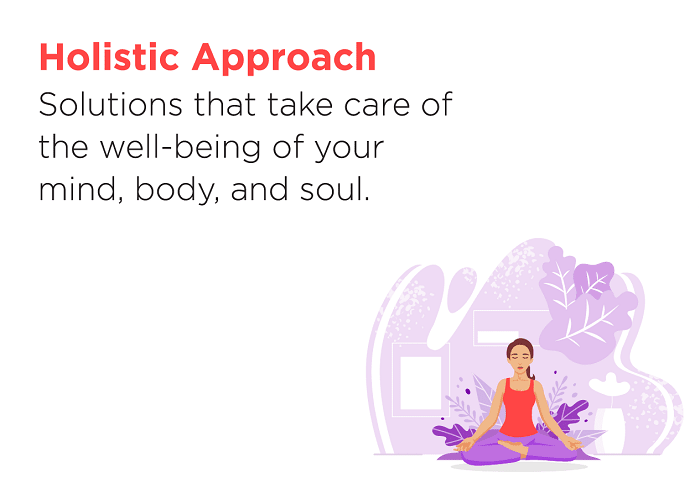 Holistic Approach
Solutions that take care of
the well-being of your
mind, body, and soul.